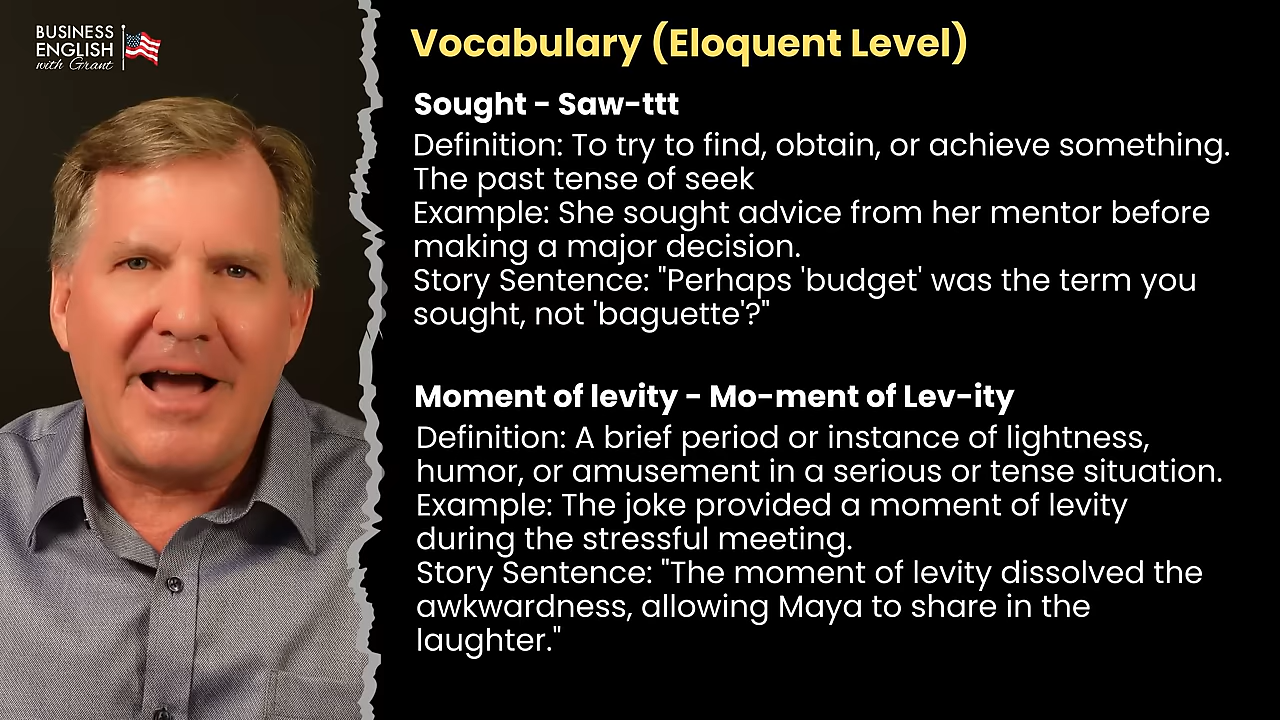 BUSINESS
ENGLISH
with Grant
Vocabulary (Eloquent Level)
Sought - Saw-ttt
Definition: To try to find, obtain, or achieve something.
The past tense of seek
Example: She sought advice from her mentor before
making a major decision.
Story Sentence: "Perhaps 'budget' was the term you
sought, not 'baguette'?"
Moment of levity - Mo-ment of Lev-ity
Definition: A brief period or instance of lightness,
humor, or amusement in a serious or tense situation.
Example: The joke provided a moment of levity
during the stressful meeting.
Story Sentence: "The moment of levity dissolved the
awkwardness, allowing Maya to share in the
laughter."